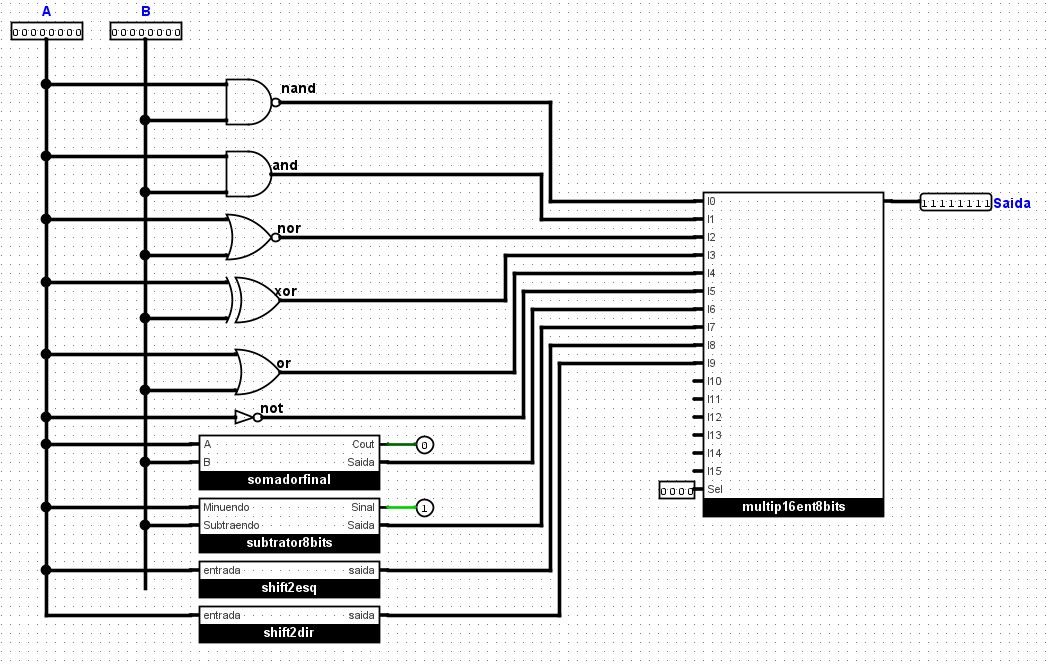 A
B
00000000
00000000
nand
and
nor
xor
or
not
A
Cout
0
B
Saida
somadorfinal
Minuendo
Sinal
1
Subtraendo
Saida
subtrator8bits
entrada
saida
shift2esq
entrada
saida
shift2dir
I0
I1
I2
I3
I4
I5
I6
I7
I8
I9
I10
I11
I12
I13
I14
I15
0000
Sel
multip16ent8bits
11111111
Saida